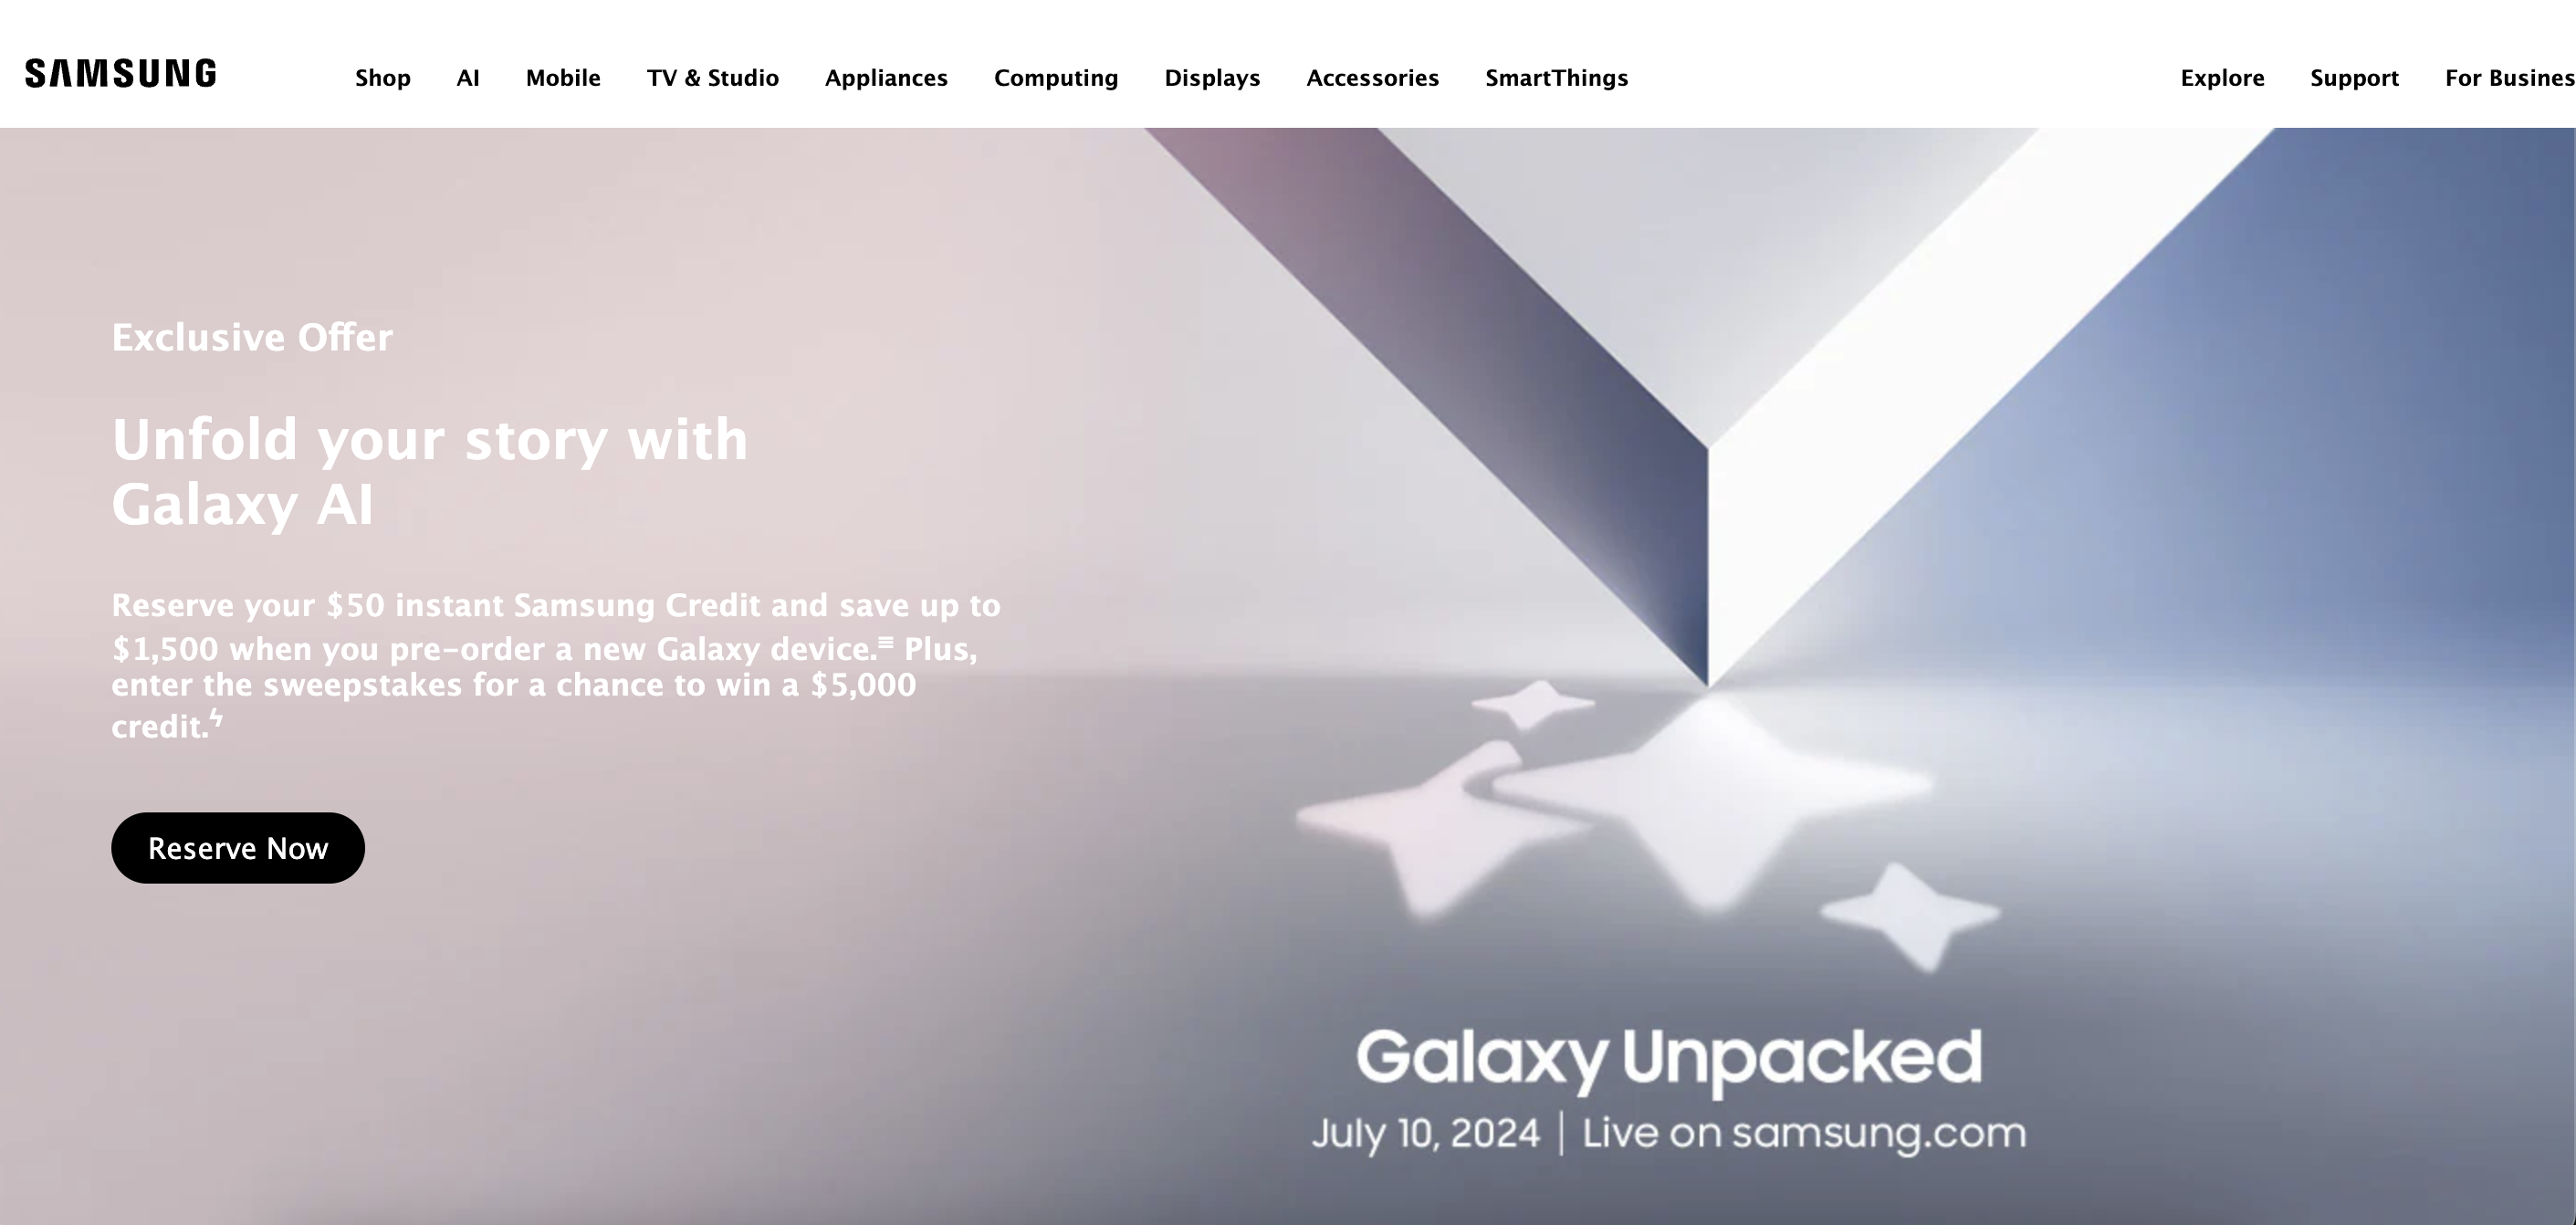 SAMSUNG
Shop AI Mobile TV & Studio Appliances Computing Displays Accessories SmartThings Explore Support For Busines
Exclusive Offer
Unfold your story with
Galaxy AI
Reserve your $50 instant Samsung Credit and save up to
$1,500 when you pre-order a new Galaxy device.≡ Plus,
enter the sweepstakes for a chance to win a $5,000
credit.ϟ
Reserve Now
Galaxy Unpacked
July 10, 2024 | Live on samsung.com